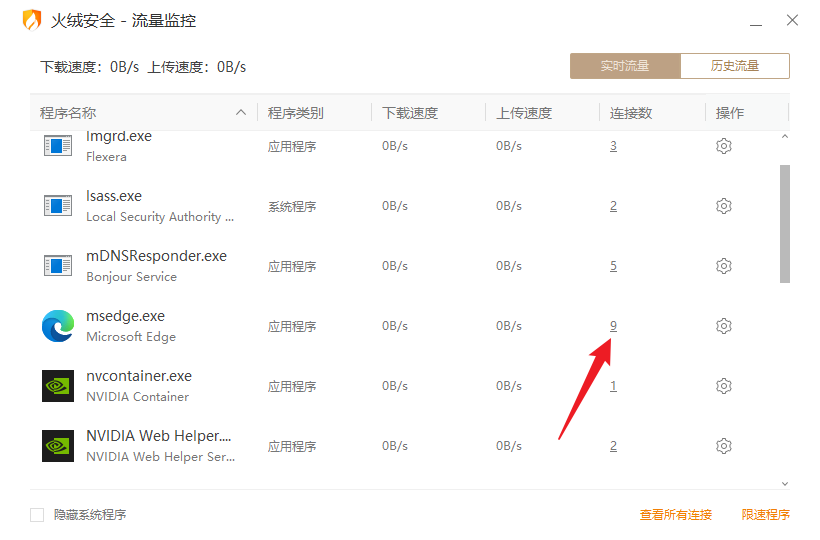 火绒安全 - 流量监控
下载速度：0B/s 上传速度：0B/s
实时流量 历史流量
程序名称 程序类别 下载速度 上传速度 连接数 操作
lmgrd.exe
Flexera 应用程序 0B/s 0B/s 3
lsass.exe
Local Security Authority ... 系统程序 0B/s 0B/s 2
mDNSResponder.exe
Bonjour Service 应用程序 0B/s 0B/s 5
msedge.exe
Microsoft Edge 应用程序 0B/s 0B/s 9
nvcontainer.exe
NVIDIA Container 应用程序 0B/s 0B/s 1
NVIDIA Web Helper....
NVIDIA Web Helper Ser... 应用程序 0B/s 0B/s 2
隐藏系统程序 查看所有连接 限速程序